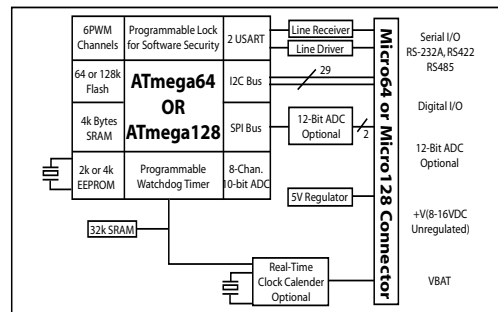 6PWM
Channels
Programmable Lock
for Software Security
2 USART
Line Receiver
Line Driver
Serial I/O
RS-232A, RS422
RS485
64 or 128k
Flash
ATmega64
OR
ATmega128
I2C Bus
29
Digital I/O
4k Bytes
SRAM
SPI Bus
12-Bit ADC
Optional
2
12-Bit ADC
Optional
2k or 4k
EEPROM
Programmable
Watchdog Timer
8-Chan.
10-bit ADC
5V Regulator
+V(8-16VDC
Unregulated)
32k SRAM
Real-Time
Clock Calender
Optional
VBAT
Micro64 or Micro128 Connector